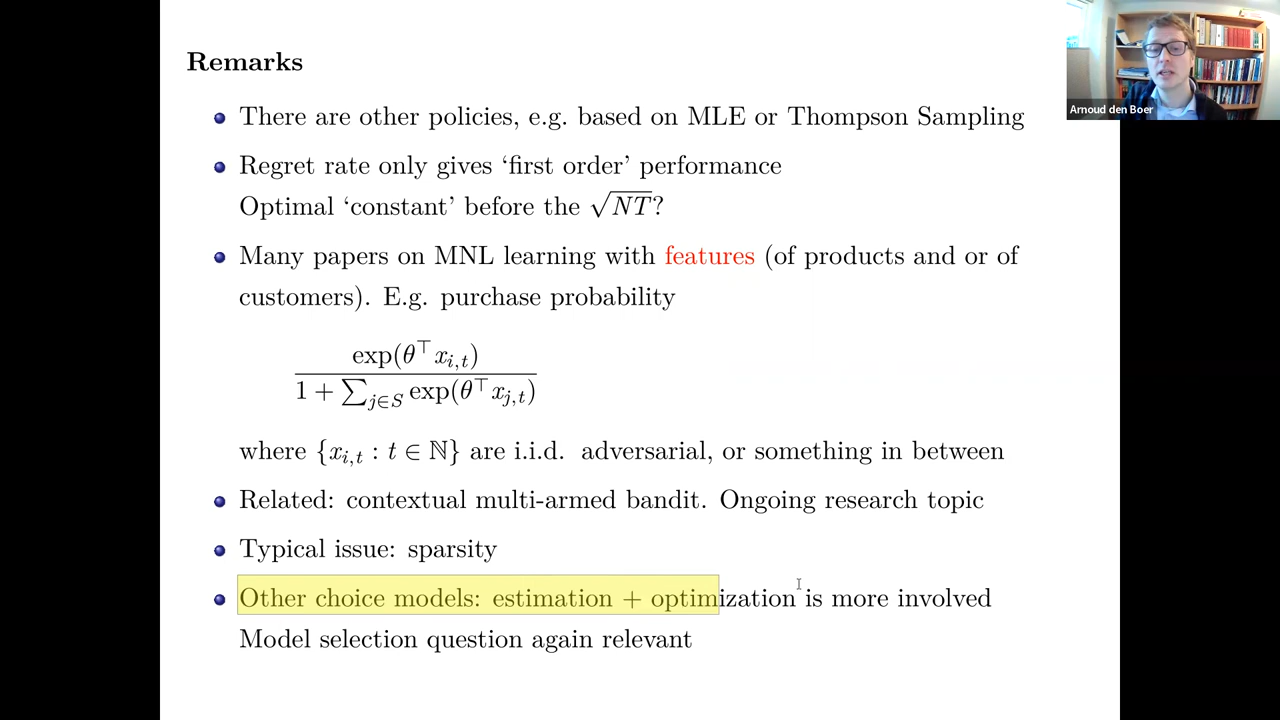 Remarks
There are other policies, e.g. based on MLE or Thompson Sampling
Regret rate only gives ‘first order’ performance
Optimal ‘constant’ before the √NT?
Many papers on MNL learning with features (of products and or of
customers). E.g. purchase probability
exp(θ⊤x_{i,t})
1 + ∑_{j∈S} exp(θ⊤x_{j,t})
where {x_{i,t} : t ∈ ℕ} are i.i.d. adversarial, or something in between
Related: contextual multi-armed bandit. Ongoing research topic
Typical issue: sparsity
Other choice models: estimation + optimization is more involved
Model selection question again relevant
Arnoud den Boer